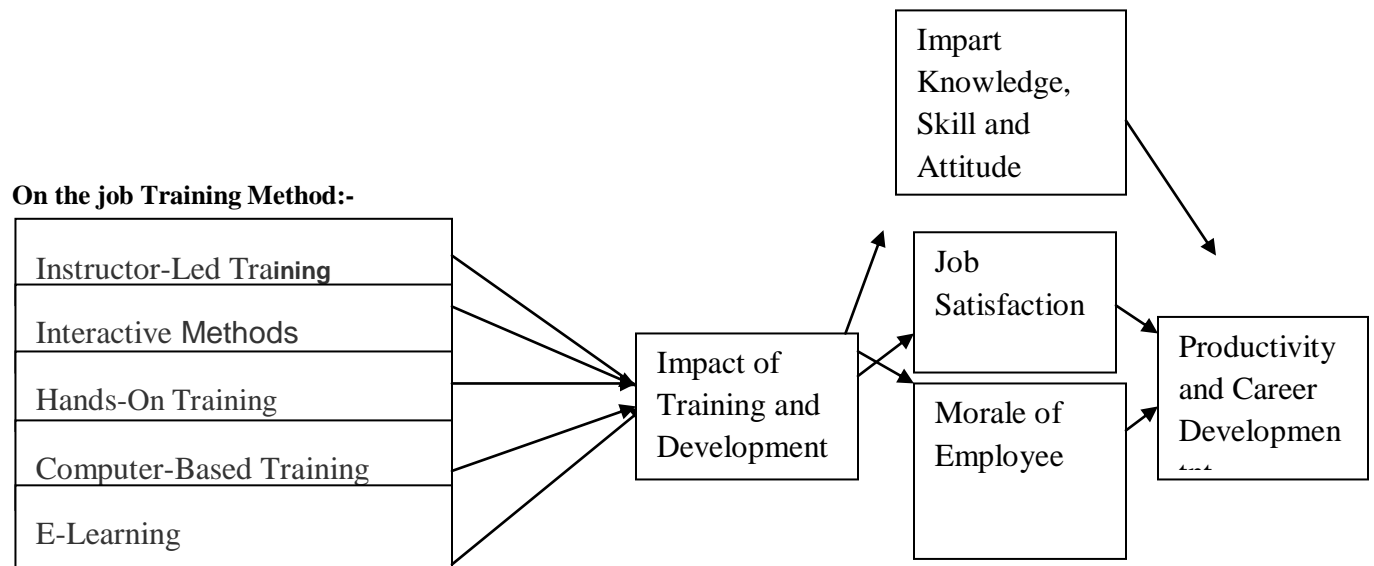 On the job Training Method:-
Instructor-Led Training
Interactive Methods
Hands-On Training
Computer-Based Training
E-Learning
Impact of
Training and
Development
Impart
Knowledge,
Skill and
Attitude
Job
Satisfaction
Morale of
Employee
Productivity
and Career
Developmen